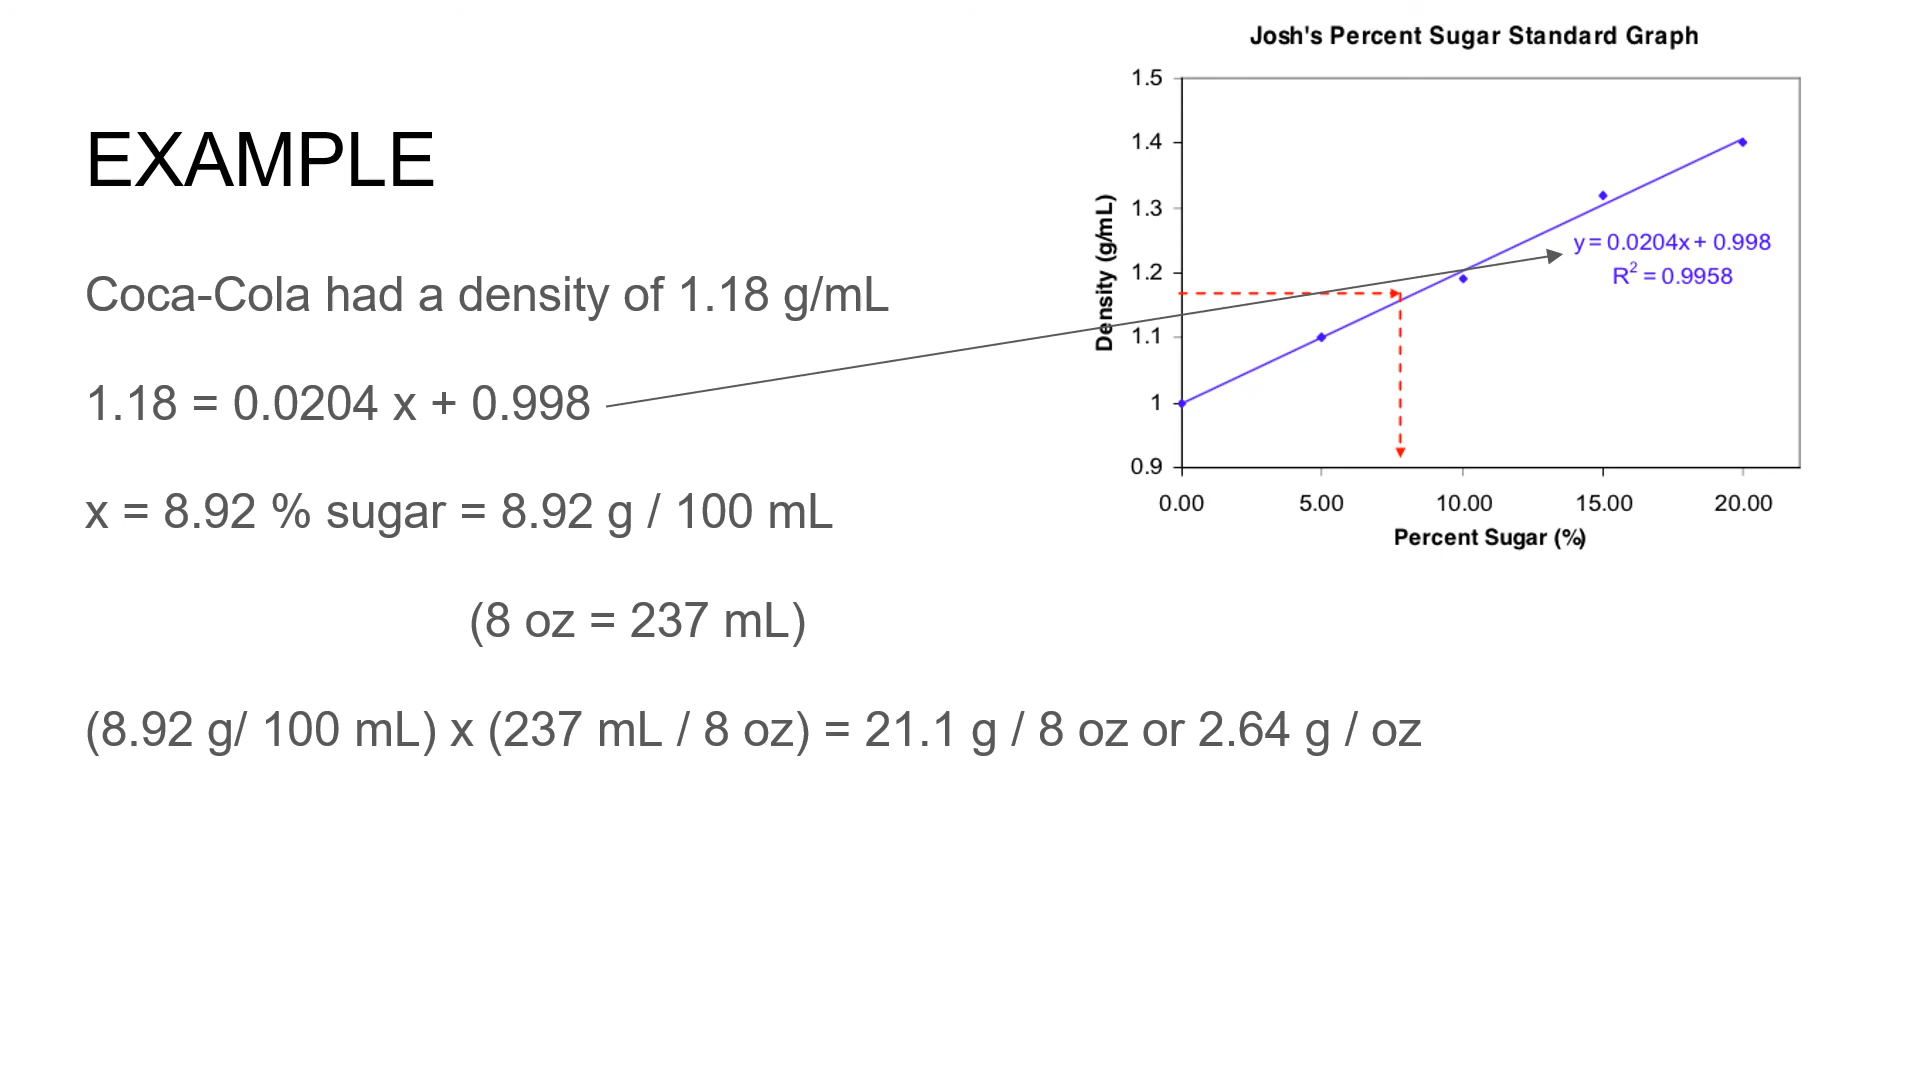 EXAMPLE
Coca-Cola had a density of 1.18 g/mL
1.18 = 0.0204 x + 0.998
x = 8.92 % sugar = 8.92 g / 100 mL
(8 oz = 237 mL)
(8.92 g/ 100 mL) x (237 mL / 8 oz) = 21.1 g / 8 oz or 2.64 g / oz
Josh's Percent Sugar Standard Graph
Density (g/mL)
1.5
1.4
1.3
1.2
1.1
1
0.9
y = 0.0204x + 0.998
R² = 0.9958
0.00 5.00 10.00 15.00 20.00
Percent Sugar (%)